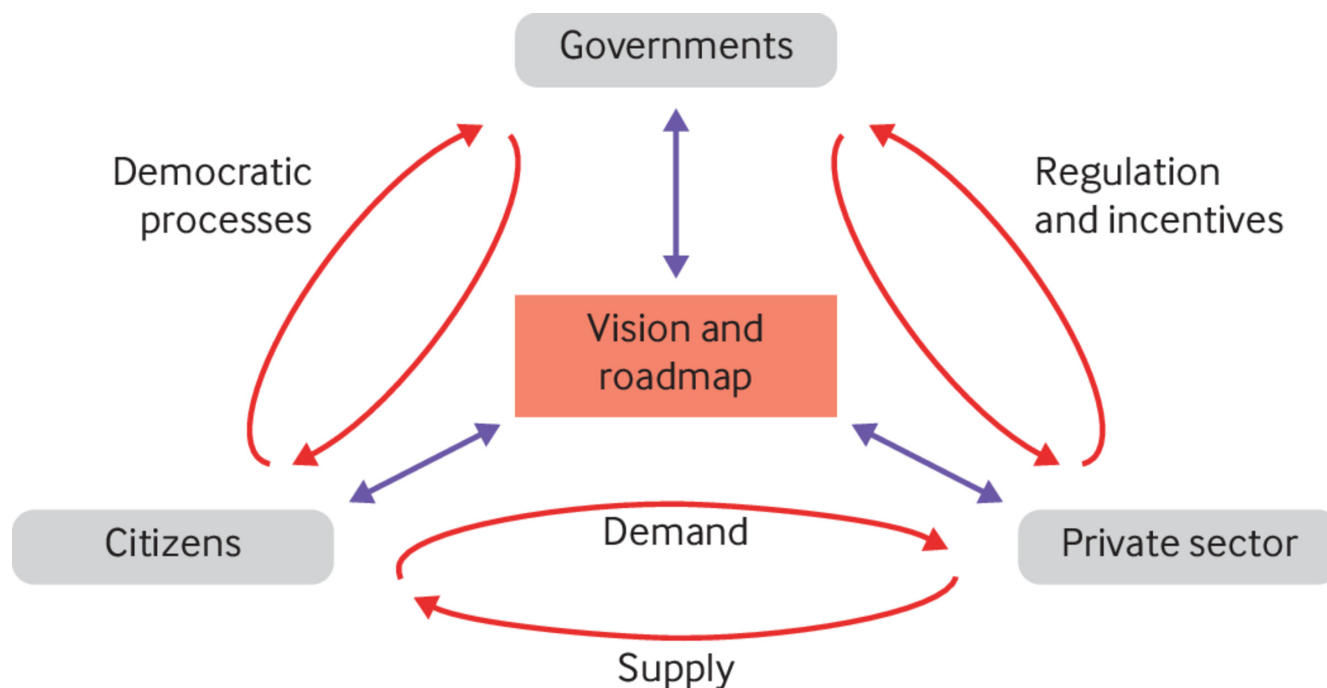 Governments
Democratic
processes
Regulation
and incentives
Vision and
roadmap
Citizens
Demand
Private sector
Supply